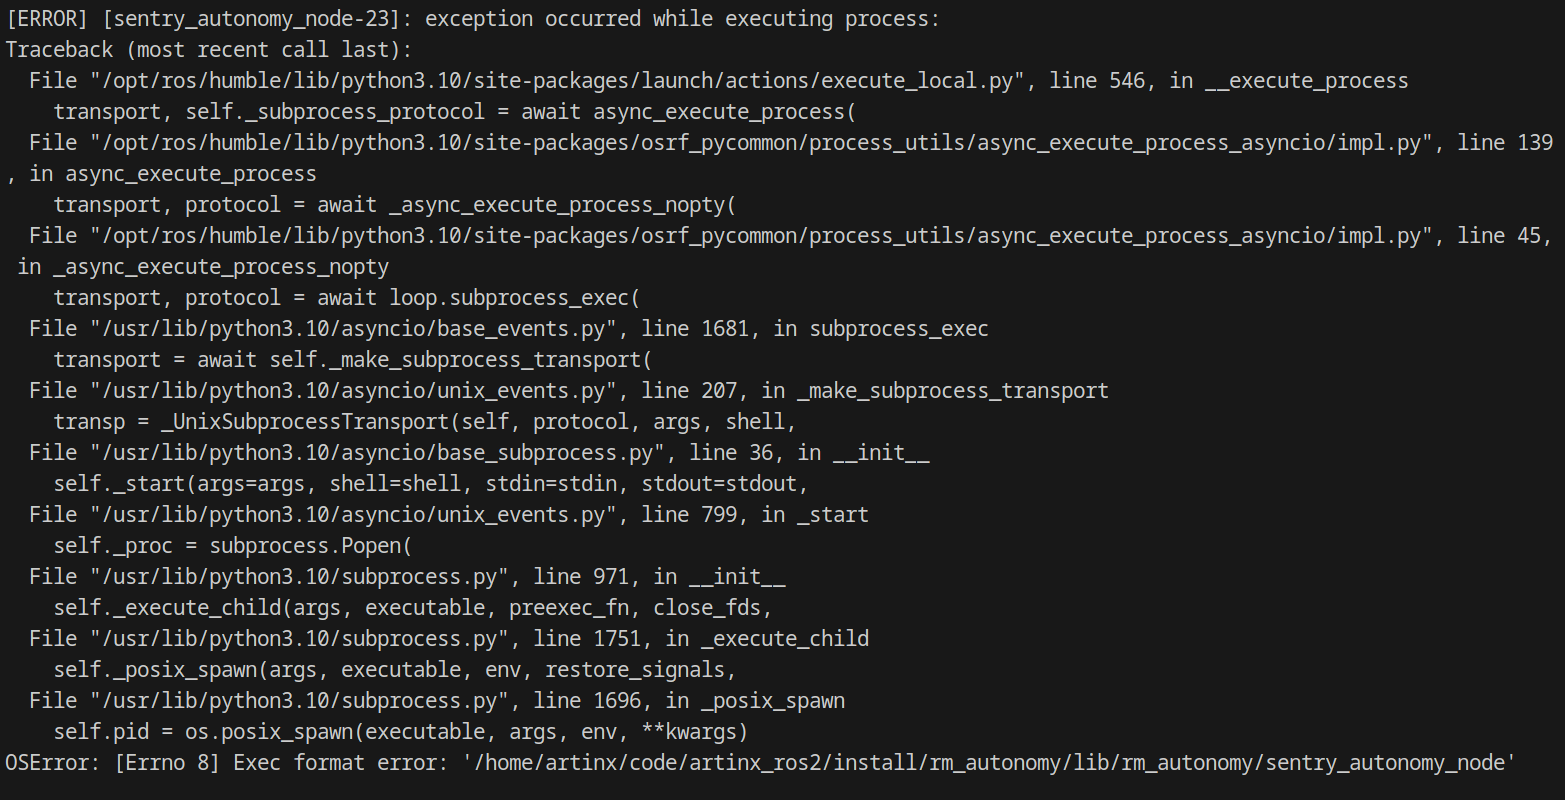 [ERROR] [sentry_autonomy_node-23]: exception occurred while executing process:
Traceback (most recent call last):
  File "/opt/ros/humble/lib/python3.10/site-packages/launch/actions/execute_local.py", line 546, in __execute_process
    transport, self._subprocess_protocol = await async_execute_process(
  File "/opt/ros/humble/lib/python3.10/site-packages/osrf_pycommon/process_utils/async_execute_process_asyncio/impl.py", line 139
, in async_execute_process
    transport, protocol = await _async_execute_process_nopty(
  File "/opt/ros/humble/lib/python3.10/site-packages/osrf_pycommon/process_utils/async_execute_process_asyncio/impl.py", line 45,
 in _async_execute_process_nopty
    transport, protocol = await loop.subprocess_exec(
  File "/usr/lib/python3.10/asyncio/base_events.py", line 1681, in subprocess_exec
    transport = await self._make_subprocess_transport(
  File "/usr/lib/python3.10/asyncio/unix_events.py", line 207, in _make_subprocess_transport
    transp = _UnixSubprocessTransport(self, protocol, args, shell,
  File "/usr/lib/python3.10/asyncio/base_subprocess.py", line 36, in __init__
    self._start(args=args, shell=shell, stdin=stdin, stdout=stdout,
  File "/usr/lib/python3.10/asyncio/unix_events.py", line 799, in _start
    self._proc = subprocess.Popen(
  File "/usr/lib/python3.10/subprocess.py", line 971, in __init__
    self._execute_child(args, executable, preexec_fn, close_fds,
  File "/usr/lib/python3.10/subprocess.py", line 1751, in _execute_child
    self._posix_spawn(args, executable, env, restore_signals,
  File "/usr/lib/python3.10/subprocess.py", line 1696, in _posix_spawn
    self.pid = os.posix_spawn(executable, args, env, **kwargs)
OSError: [Errno 8] Exec format error: '/home/artinx/code/artinx_ros2/install/rm_autonomy/lib/rm_autonomy/sentry_autonomy_node'